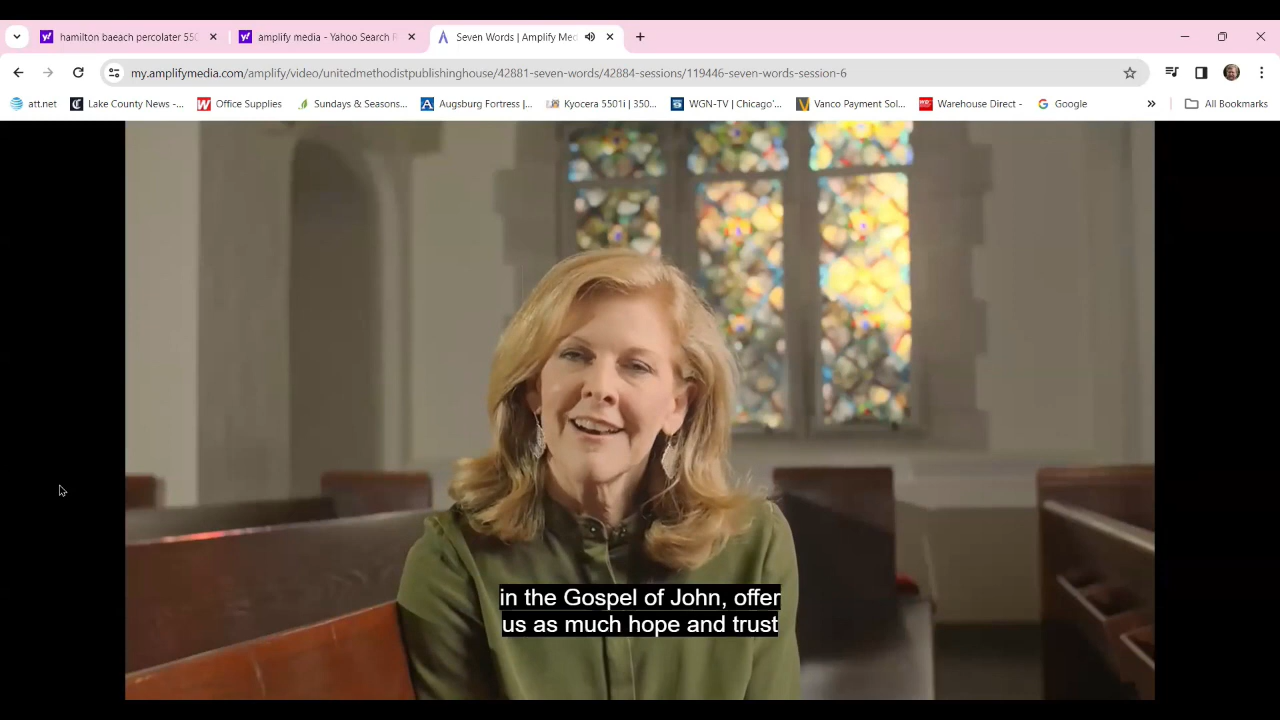 hamilton baeach percolater 550
amplify media - Yahoo Search R
Seven Words | Amplify Med
my.amplifymedia.com/amplify/video/unitedmethodistpublishinghouse/42881-seven-words/42884-sessions/119446-seven-words-session-6
att.net
Lake County News -...
Office Supplies
Sundays & Seasons...
Augsburg Fortress |...
Kyocera 5501i | 350...
WGN-TV | Chicago'...
Vanco Payment Sol...
Warehouse Direct -
Google
All Bookmarks
in the Gospel of John, offer
us as much hope and trust